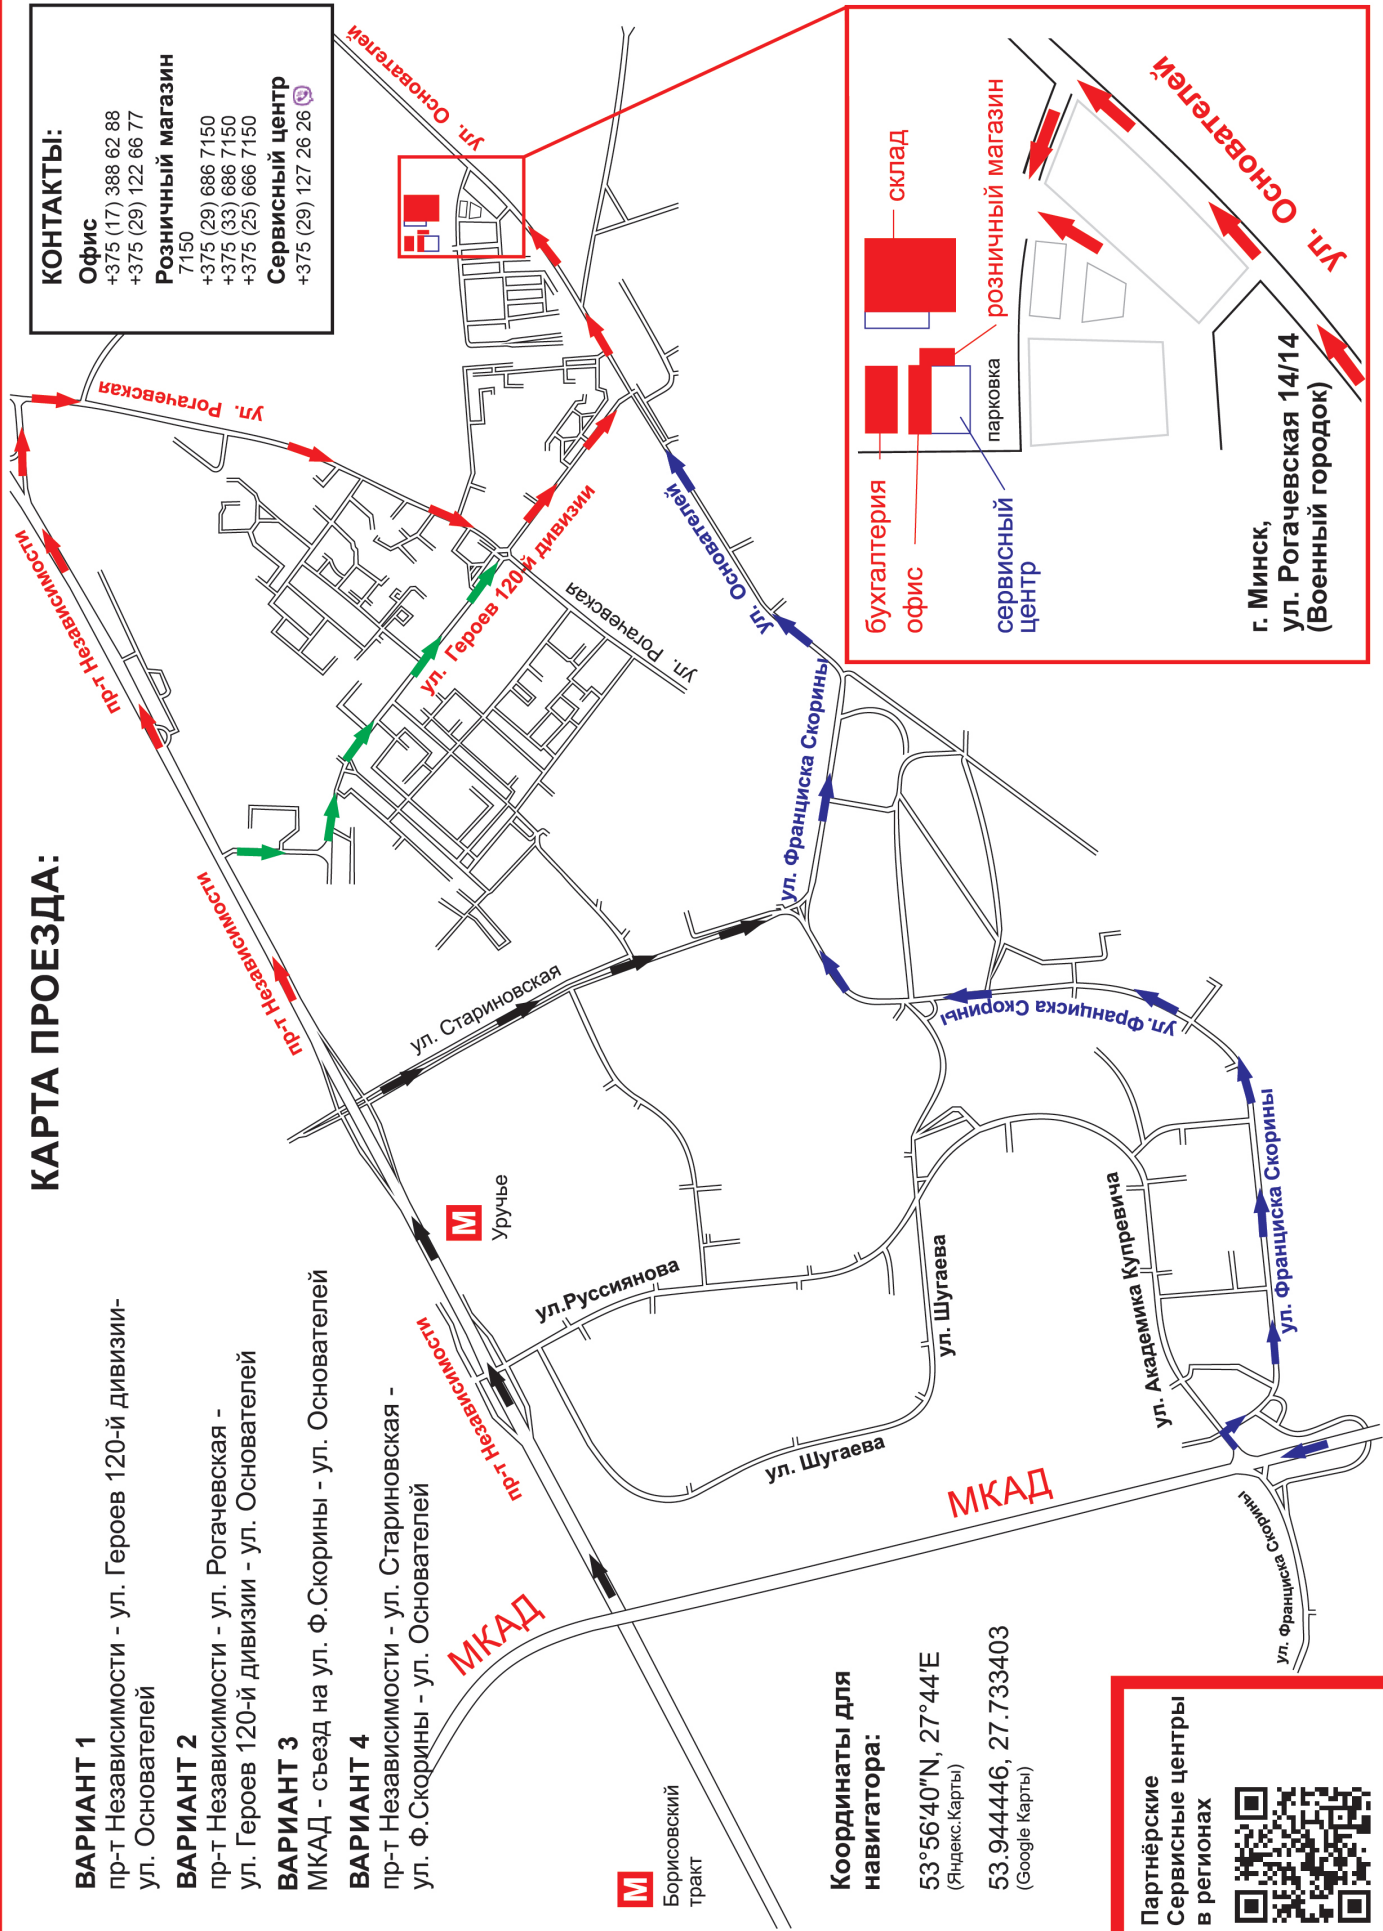 КАРТА ПРОЕЗДА:
ВАРИАНТ 1
пр-т Независимости - ул. Героев 120-й дивизии-
ул. Основателей
ВАРИАНТ 2
пр-т Независимости - ул. Рогачевская -
ул. Героев 120-й дивизии - ул. Основателей
ВАРИАНТ 3
МКАД - съезд на ул. Ф.Скорины - ул. Основателей
ВАРИАНТ 4
пр-т Независимости - ул. Стариновская -
ул. Ф.Скорины - ул. Основателей
КОНТАКТЫ:
Офис
+375 (17) 388 62 88
+375 (29) 122 66 77
Розничный магазин
7150
+375 (29) 686 7150
+375 (33) 686 7150
+375 (25) 666 7150
Сервисный центр
+375 (29) 127 26 26
пр-т Независимости
пр-т Независимости
пр-т Независимости
ул. Рогачевская
ул. Основателей
ул. Героев 120-й дивизии
ул. Рогачевская
ул. Основателей
ул. Стариновская
ул. Франциска Скорины
М
Уручье
ул.Руссиянова
ул. Шугаева
ул. Шугаева
ул. Франциска Скорины
ул. Академика Купревича
ул. Франциска Скорины
МКАД
МКАД
ул. Франциска Скорины
ул. Франциска Скорины
М
Борисовский
тракт
Координаты для
навигатора:
53°56'40"N, 27°44'E
(Яндекс.Карты)
53.944446, 27.733403
(Google Карты)
Партнёрские
Сервисные центры
в регионах
бухгалтерия
офис
склад
розничный магазин
парковка
сервисный
центр
ул. Основателей
г. Минск,
ул. Рогачевская 14/14
(Военный городок)